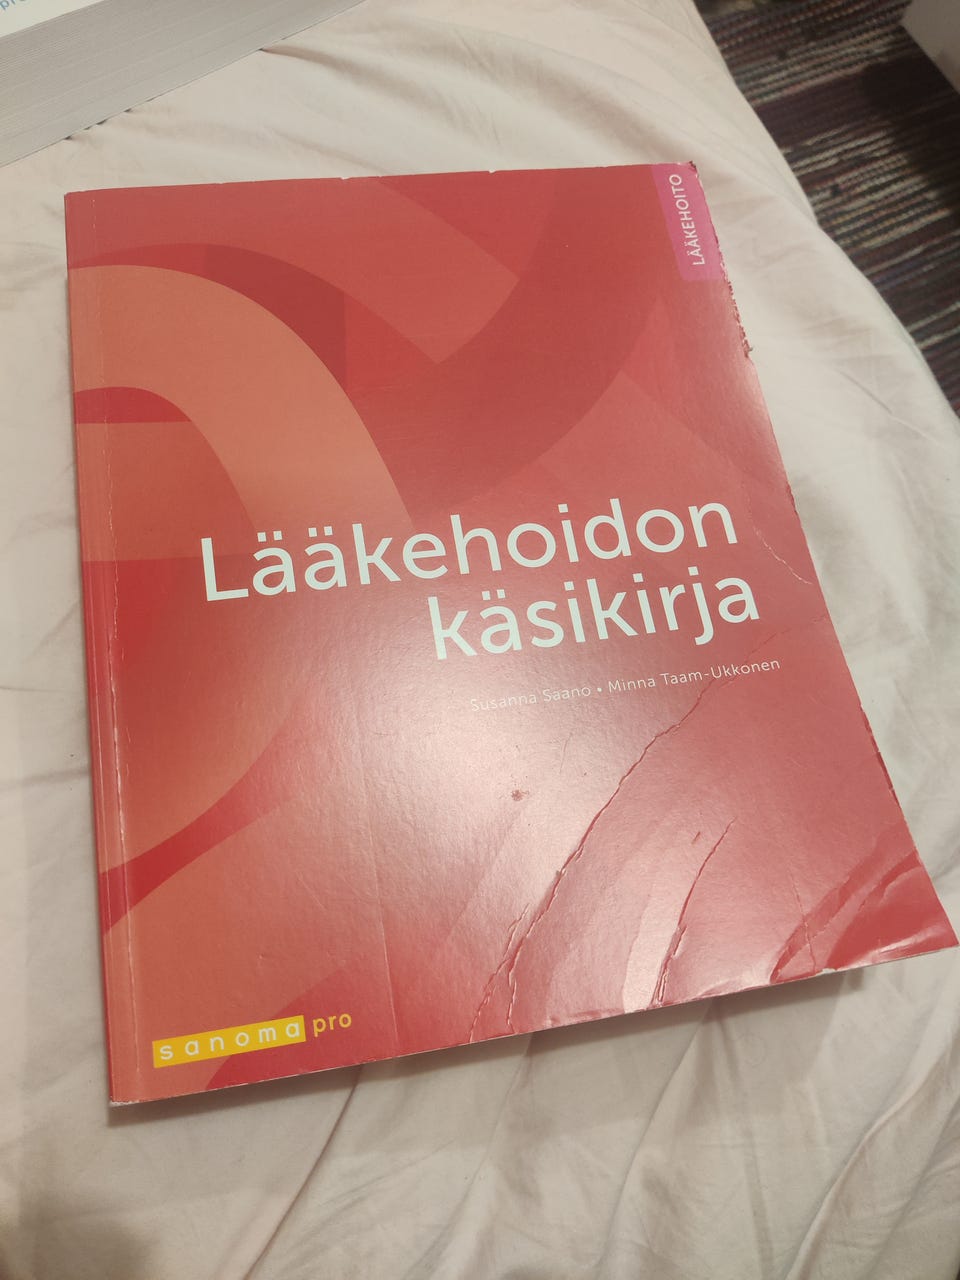 LÄÄKEHOITO
Lääkehoidon
käsikirja
Susanna Saano • Minna Taam-Ukkonen
sanoma pro